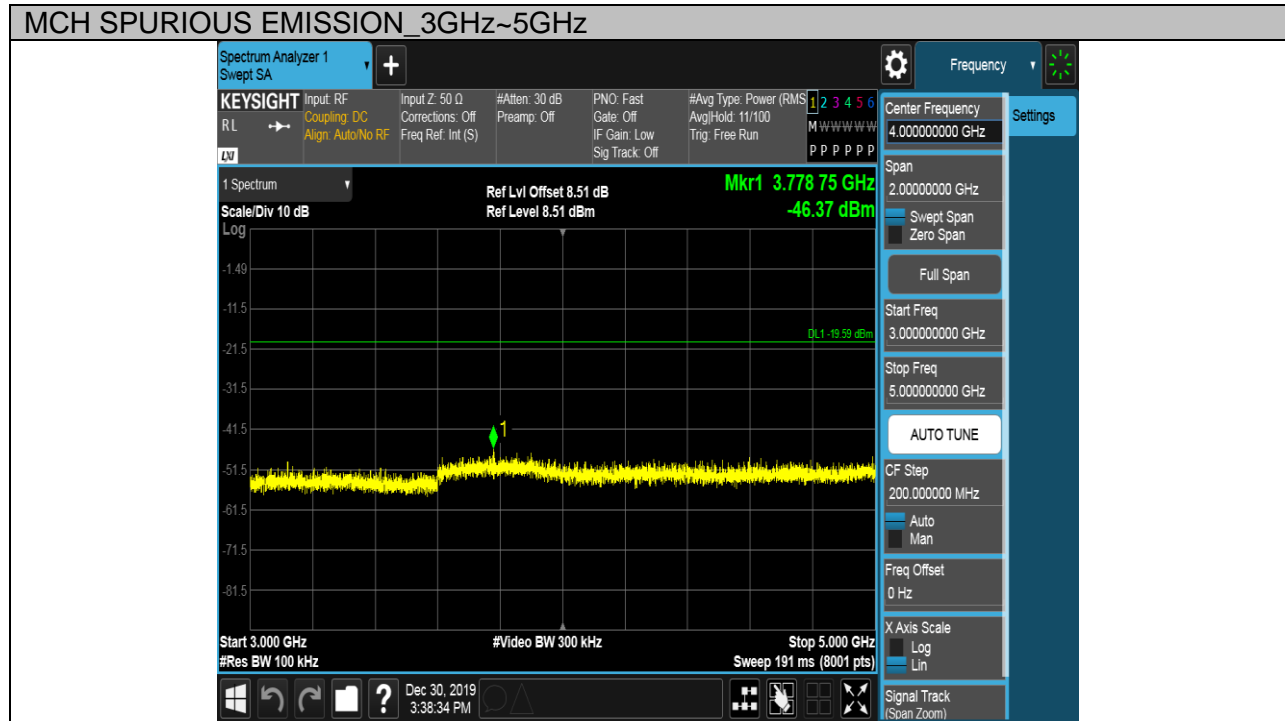 MCH SPURIOUS EMISSION_3GHz~5GHz
Spectrum Analyzer 1
Swept SA
+
Frequency
KEYSIGHT
RL
LXI
Input: RF
Coupling: DC
Align: Auto/No RF
Input Z: 50 Ω
Corrections: Off
Freq Ref: Int (S)
#Atten: 30 dB
Preamp: Off
PNO: Fast
Gate: Off
IF Gain: Low
Sig Track: Off
#Avg Type: Power (RMS
Avg|Hold: 11/100
Trig: Free Run
1 2 3 4 5 6
M W W W W W
P P P P P P
1 Spectrum
Scale/Div 10 dB
Log
Ref Lvl Offset 8.51 dB
Ref Level 8.51 dBm
Mkr1 3.778 75 GHz
-46.37 dBm
-1.49
-11.5
DL1 -19.59 dBm
-21.5
-31.5
-41.5
1
-51.5
-61.5
-71.5
-81.5
Start 3.000 GHz
#Res BW 100 kHz
#Video BW 300 kHz
Stop 5.000 GHz
Sweep 191 ms (8001 pts)
?
Dec 30, 2019
3:38:34 PM
Center Frequency
4.000000000 GHz
Settings
Span
2.00000000 GHz
Swept Span
Zero Span
Full Span
Start Freq
3.000000000 GHz
Stop Freq
5.000000000 GHz
AUTO TUNE
CF Step
200.000000 MHz
Auto
Man
Freq Offset
0 Hz
X Axis Scale
Log
Lin
Signal Track
(Span Zoom)